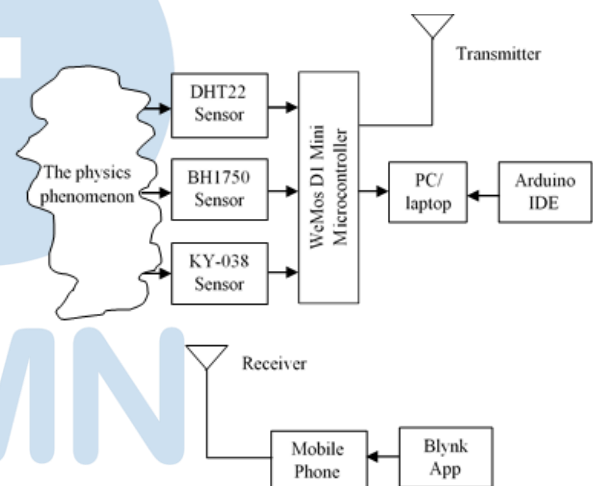 DHT22
Sensor
Transmitter
The physics
phenomenon
BH1750
Sensor
WeMos D1 Mini
Microcontroller
PC/
laptop
Arduino
IDE
KY-038
Sensor
MN
Receiver
Mobile
Phone
Blynk
App